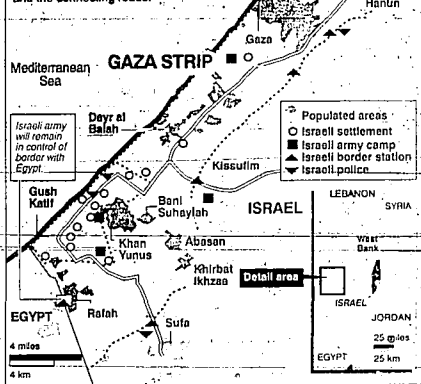 and the connecting roads.
Hanun
Gaza
GAZA STRIP
Mediterranean
Sea
Dayr al
Balah
Israeli army
will remain
in control of
border with
Egypt.
Populated areas
Israeli settlement
Israeli army camp
Israeli border station
Israeli police
Kissufim
Gush
Katif
Bani
Suhaylah
ISRAEL
LEBANON
SYRIA
West
Bank
Khan
Yunus
Abasan
Khirbat
Ikhzaa
Detail area
ISRAEL
JORDAN
EGYPT
Rafah
Sufa
4 miles
4 km
25 miles
25 km
EGYPT